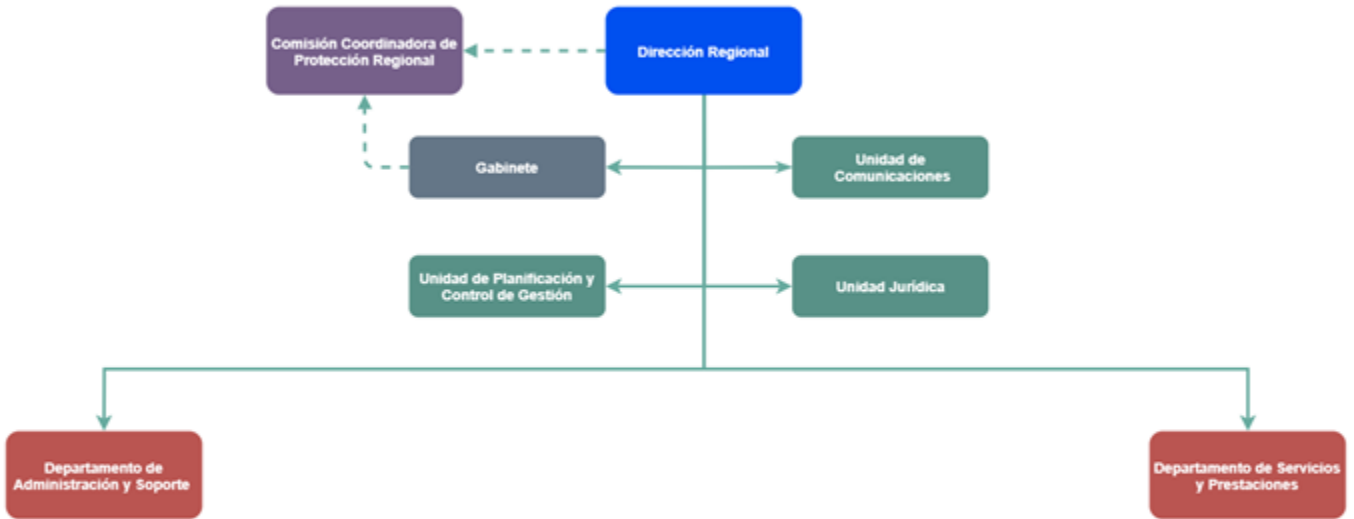 Comisión Coordinadora de
Protección Regional
Dirección Regional
Gabinete
Unidad de
Comunicaciones
Unidad de Planificación y
Control de Gestión
Unidad Jurídica
Departamento de
Administración y Soporte
Departamento de Servicios
y Prestaciones